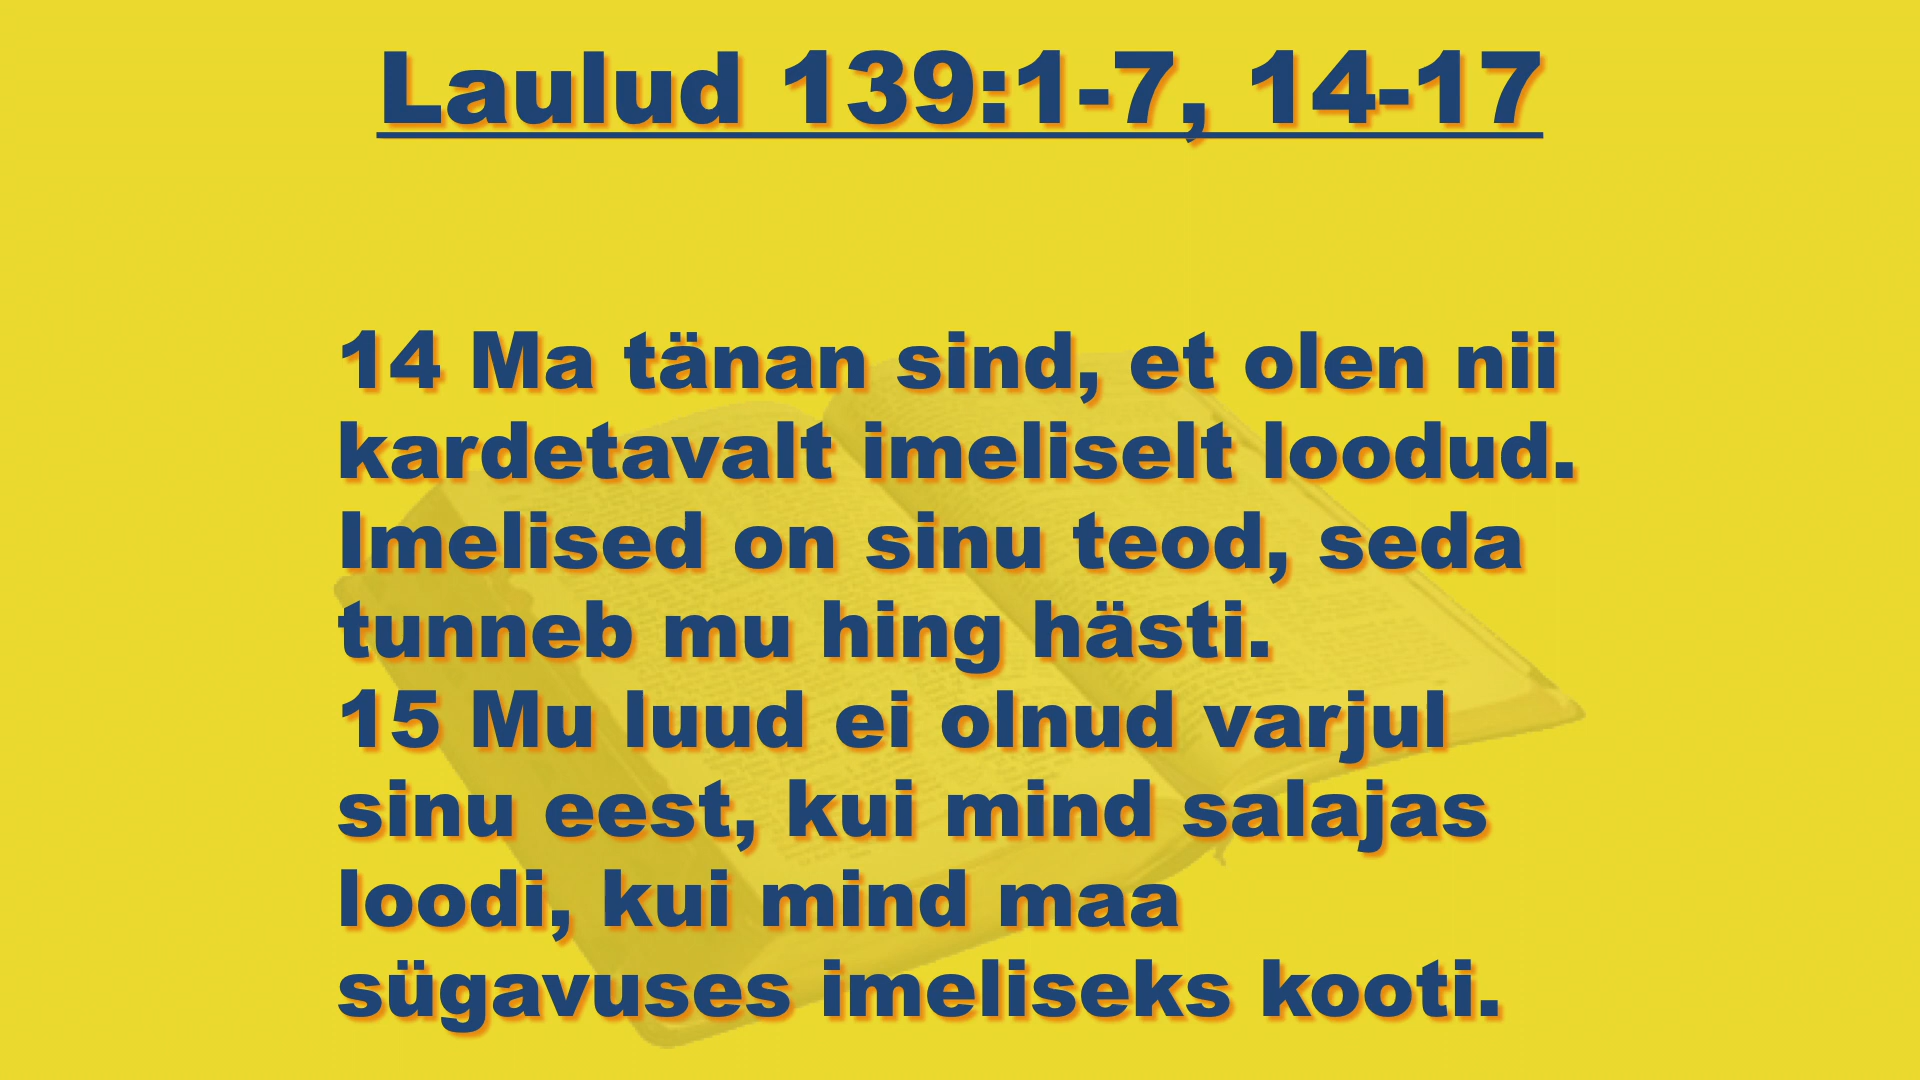 Laulud 139:1-7, 14-17
14 Ma tänan sind, et olen nii
kardetavalt imeliselt loodud.
Imelised on sinu teod, seda
tunneb mu hing hästi.
15 Mu luud ei olnud varjul
sinu eest, kui mind salajas
loodi, kui mind maa
sügavuses imeliseks kooti.